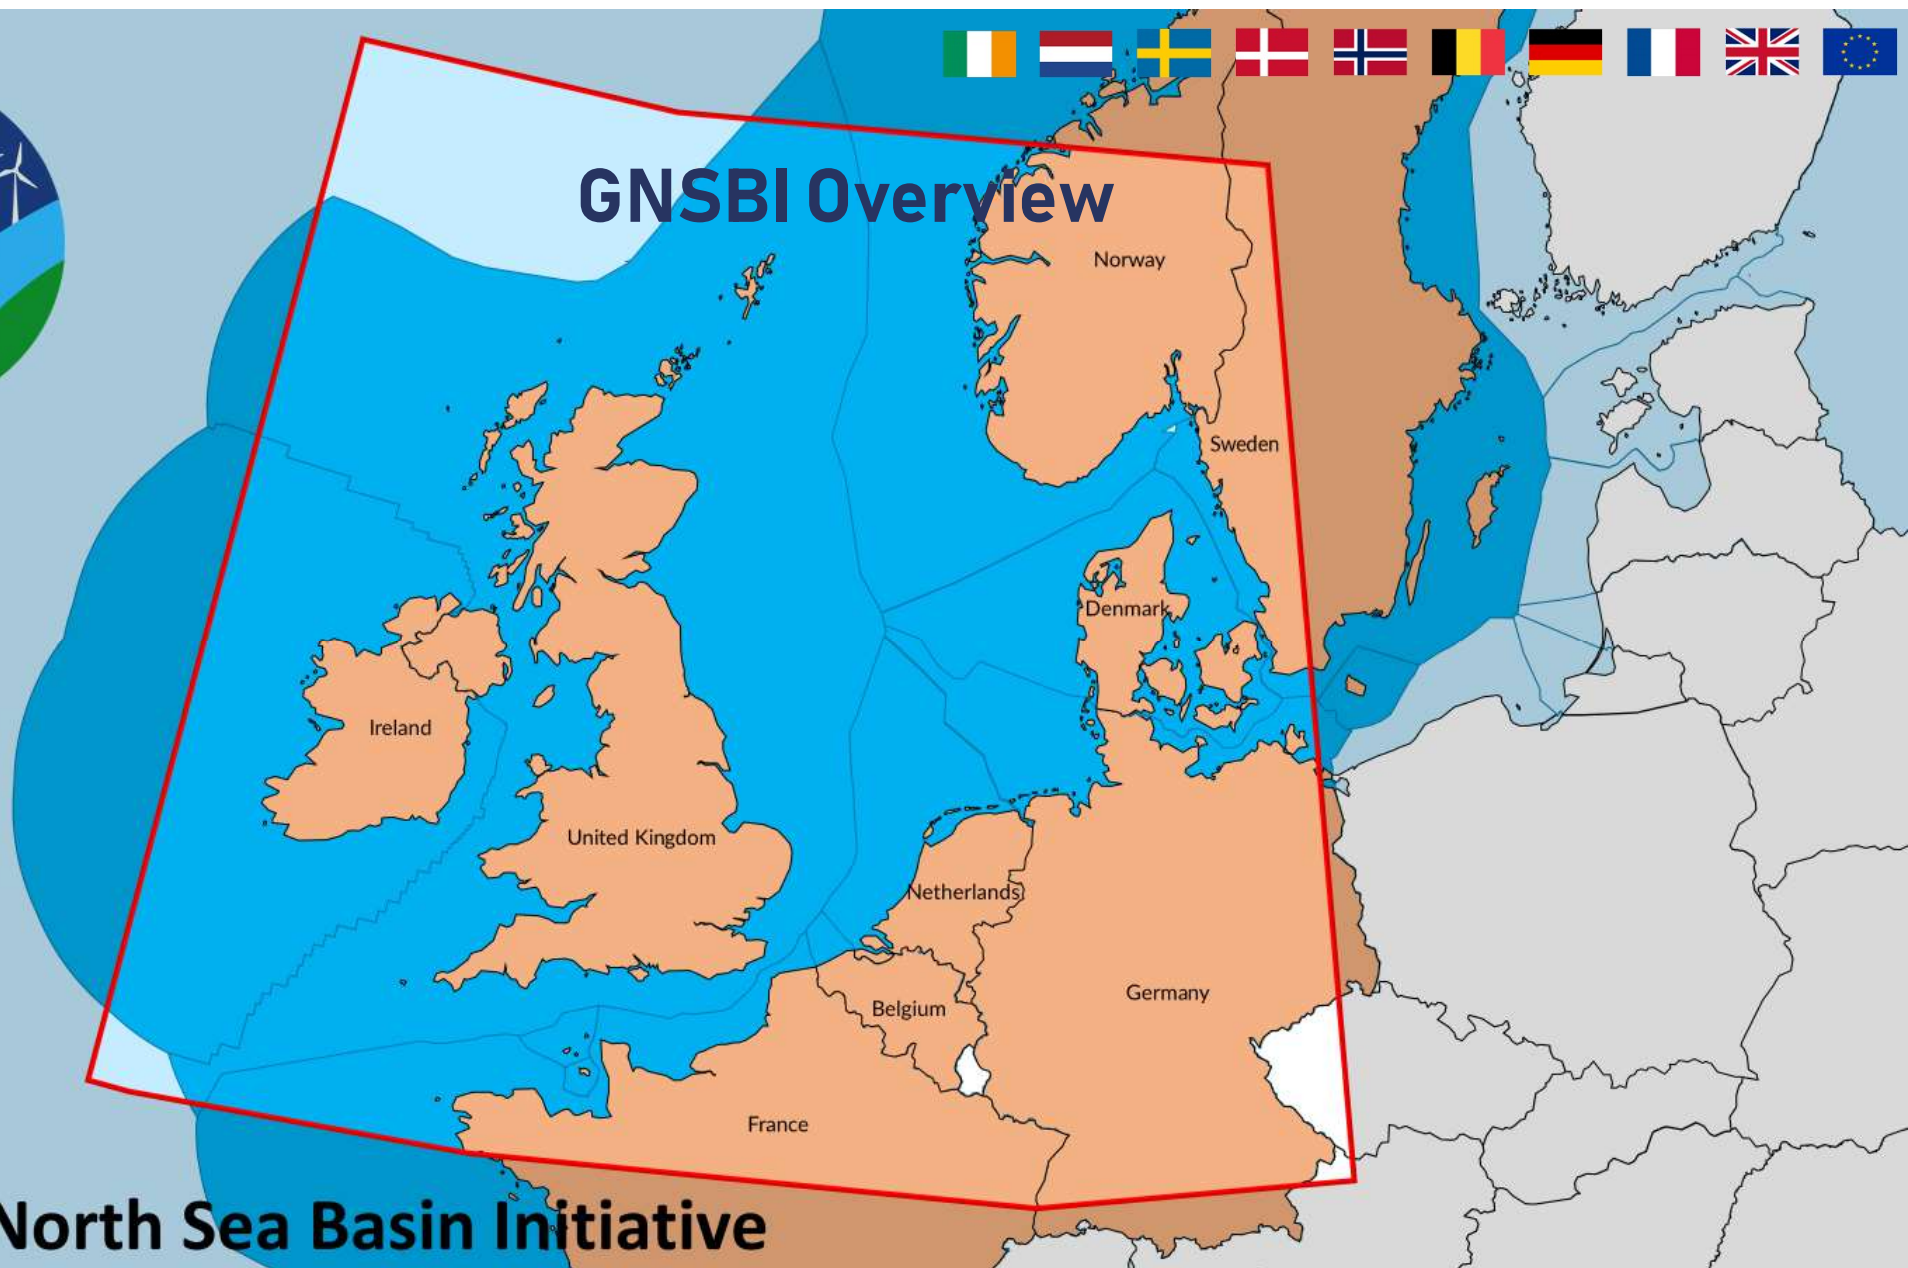 GNSBI Overview
Norway
Sweden
Denmark
Ireland
United Kingdom
Netherlands
Belgium
Germany
France
North Sea Basin Initiative